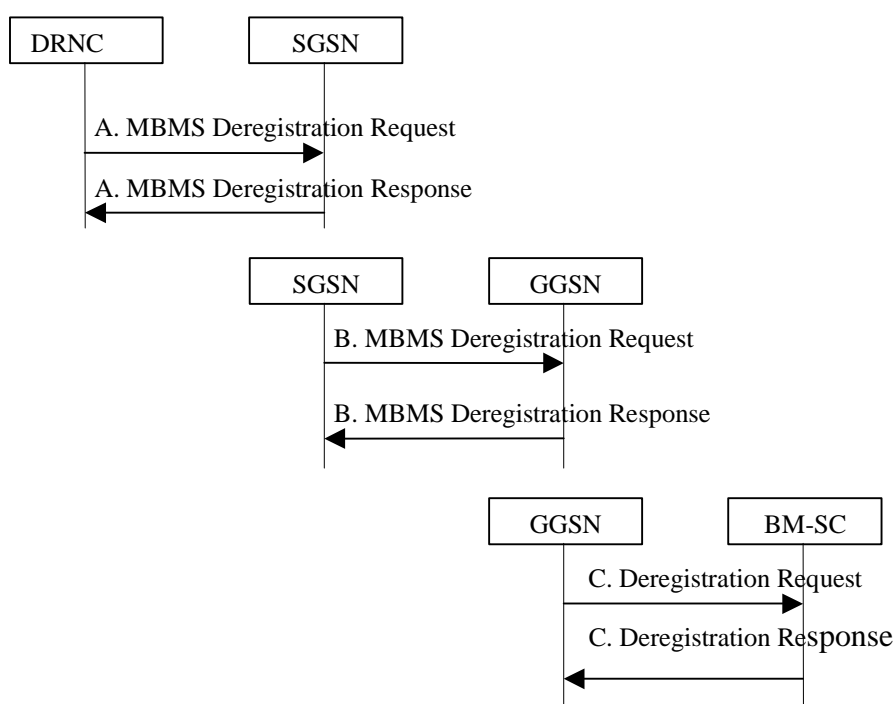 DRNC SGSN
A. MBMS Deregistration Request
A. MBMS Deregistration Response
SGSN GGSN
B. MBMS Deregistration Request
B. MBMS Deregistration Response
GGSN BM-SC
C. Deregistration Request
C. Deregistration Response